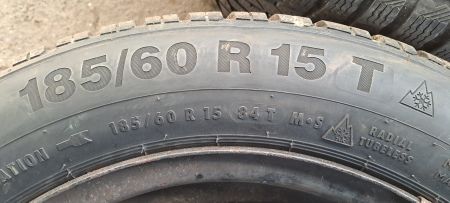 185/60 R 15 T
ATION 185/60 R 15 84 T M•S RADIAL
TUBELESS